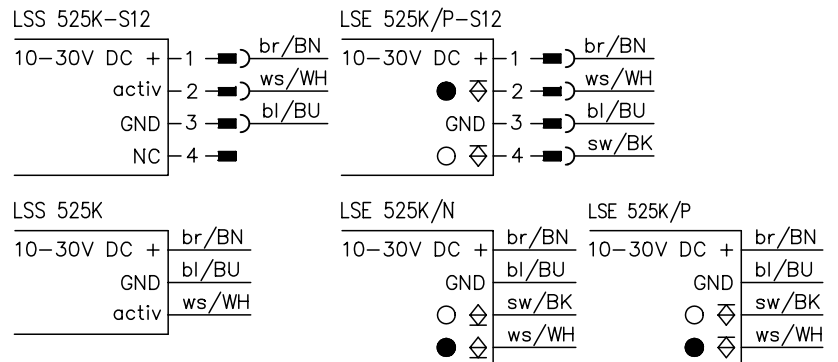 LSS 525K-S12
10-30V DC + 1 br/BN
activ 2 ws/WH
GND 3 bl/BU
NC 4
LSE 525K/P-S12
10-30V DC + 1 br/BN
2 ws/WH
GND 3 bl/BU
4 sw/BK
LSS 525K
10-30V DC + br/BN
GND bl/BU
activ ws/WH
LSE 525K/N
10-30V DC + br/BN
GND bl/BU
sw/BK
ws/WH
LSE 525K/P
10-30V DC + br/BN
GND bl/BU
sw/BK
ws/WH